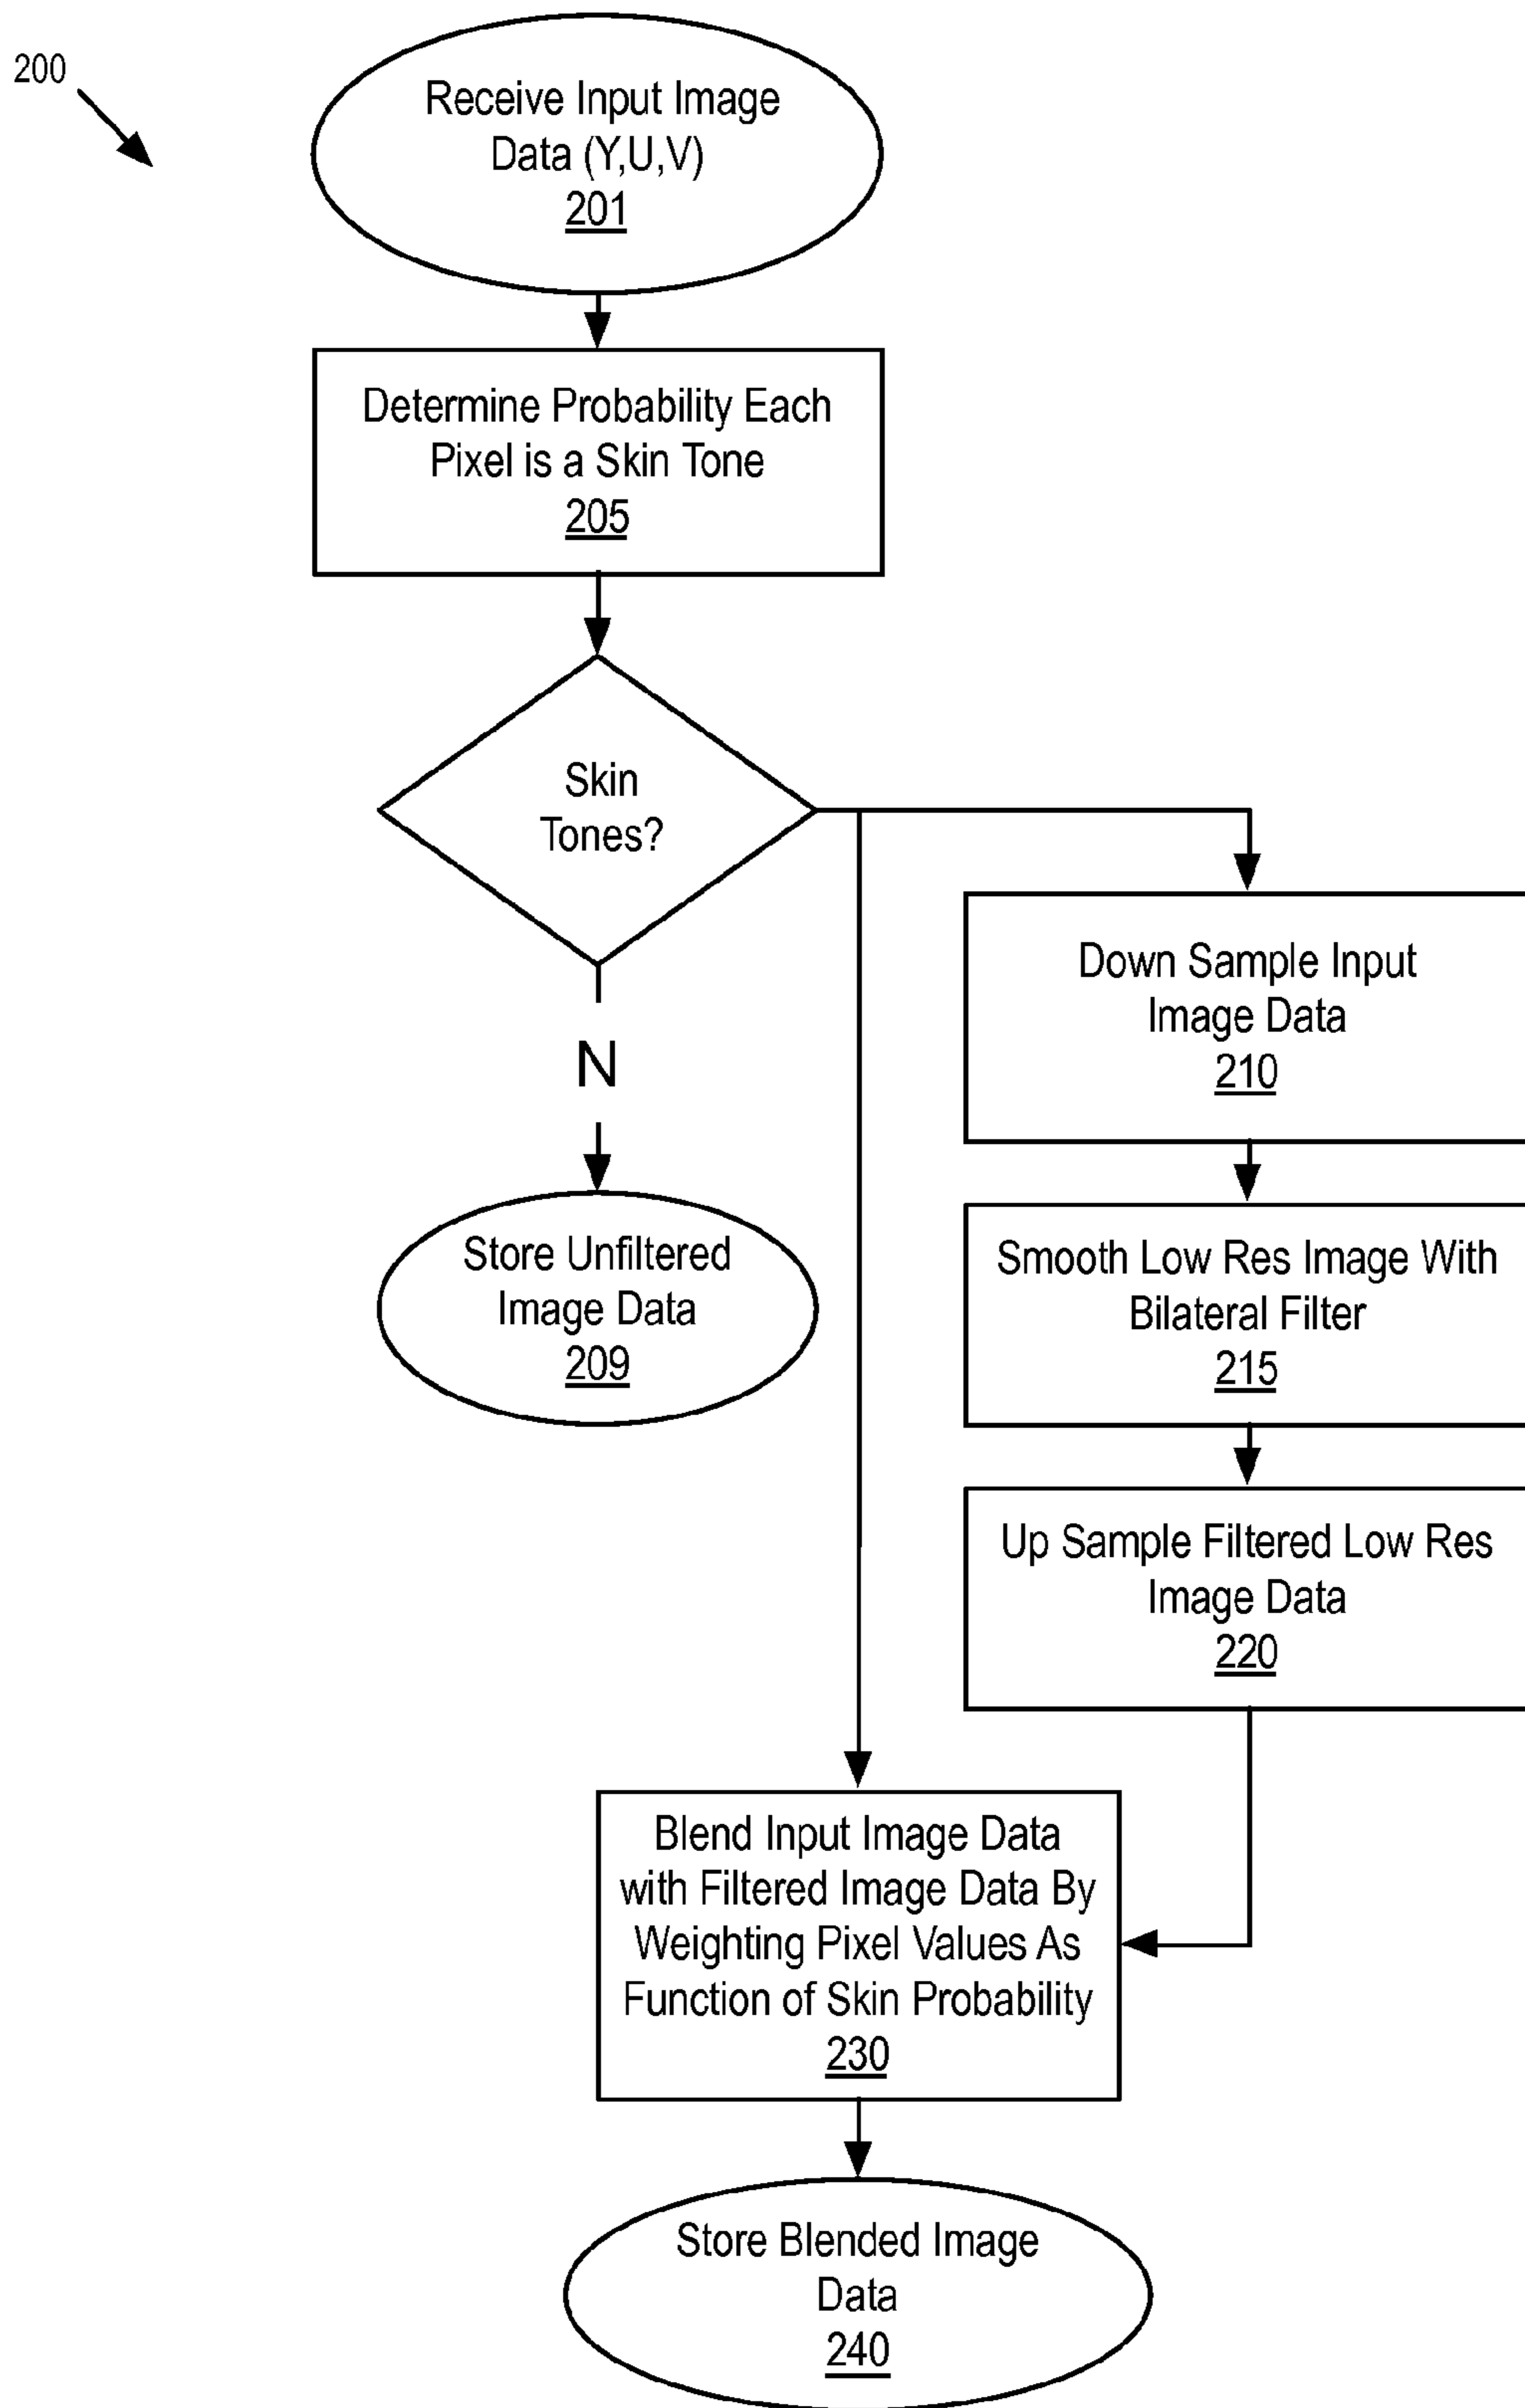 200
Receive Input Image
Data (Y,U,V)
201
Determine Probability Each
Pixel is a Skin Tone
205
Skin
Tones?
N
Store Unfiltered
Image Data
209
Down Sample Input
Image Data
210
Smooth Low Res Image With
Bilateral Filter
215
Up Sample Filtered Low Res
Image Data
220
Blend Input Image Data
with Filtered Image Data By
Weighting Pixel Values As
Function of Skin Probability
230
Store Blended Image
Data
240